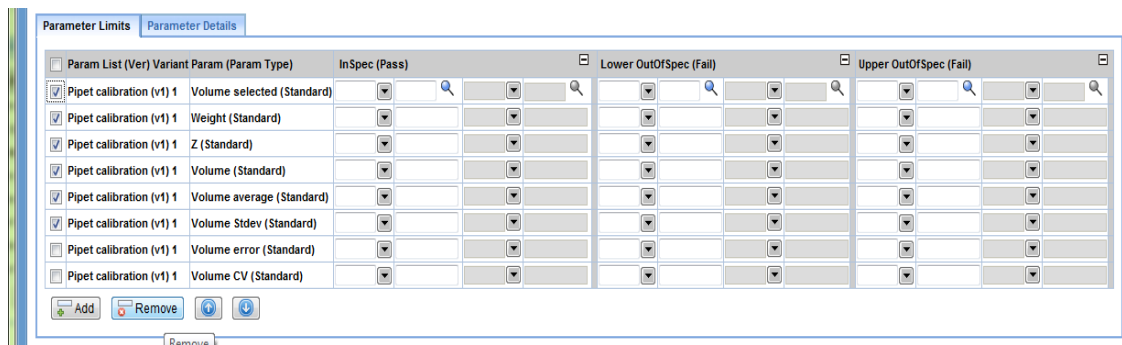 Parameter Limits Parameter Details
Param List (Ver) Variant Param (Param Type) InSpec (Pass) Lower OutOfSpec (Fail) Upper OutOfSpec (Fail)
Pipet calibration (v1) 1 Volume selected (Standard)
Pipet calibration (v1) 1 Weight (Standard)
Pipet calibration (v1) 1 Z (Standard)
Pipet calibration (v1) 1 Volume (Standard)
Pipet calibration (v1) 1 Volume average (Standard)
Pipet calibration (v1) 1 Volume Stdev (Standard)
Pipet calibration (v1) 1 Volume error (Standard)
Pipet calibration (v1) 1 Volume CV (Standard)
Add Remove
Remove